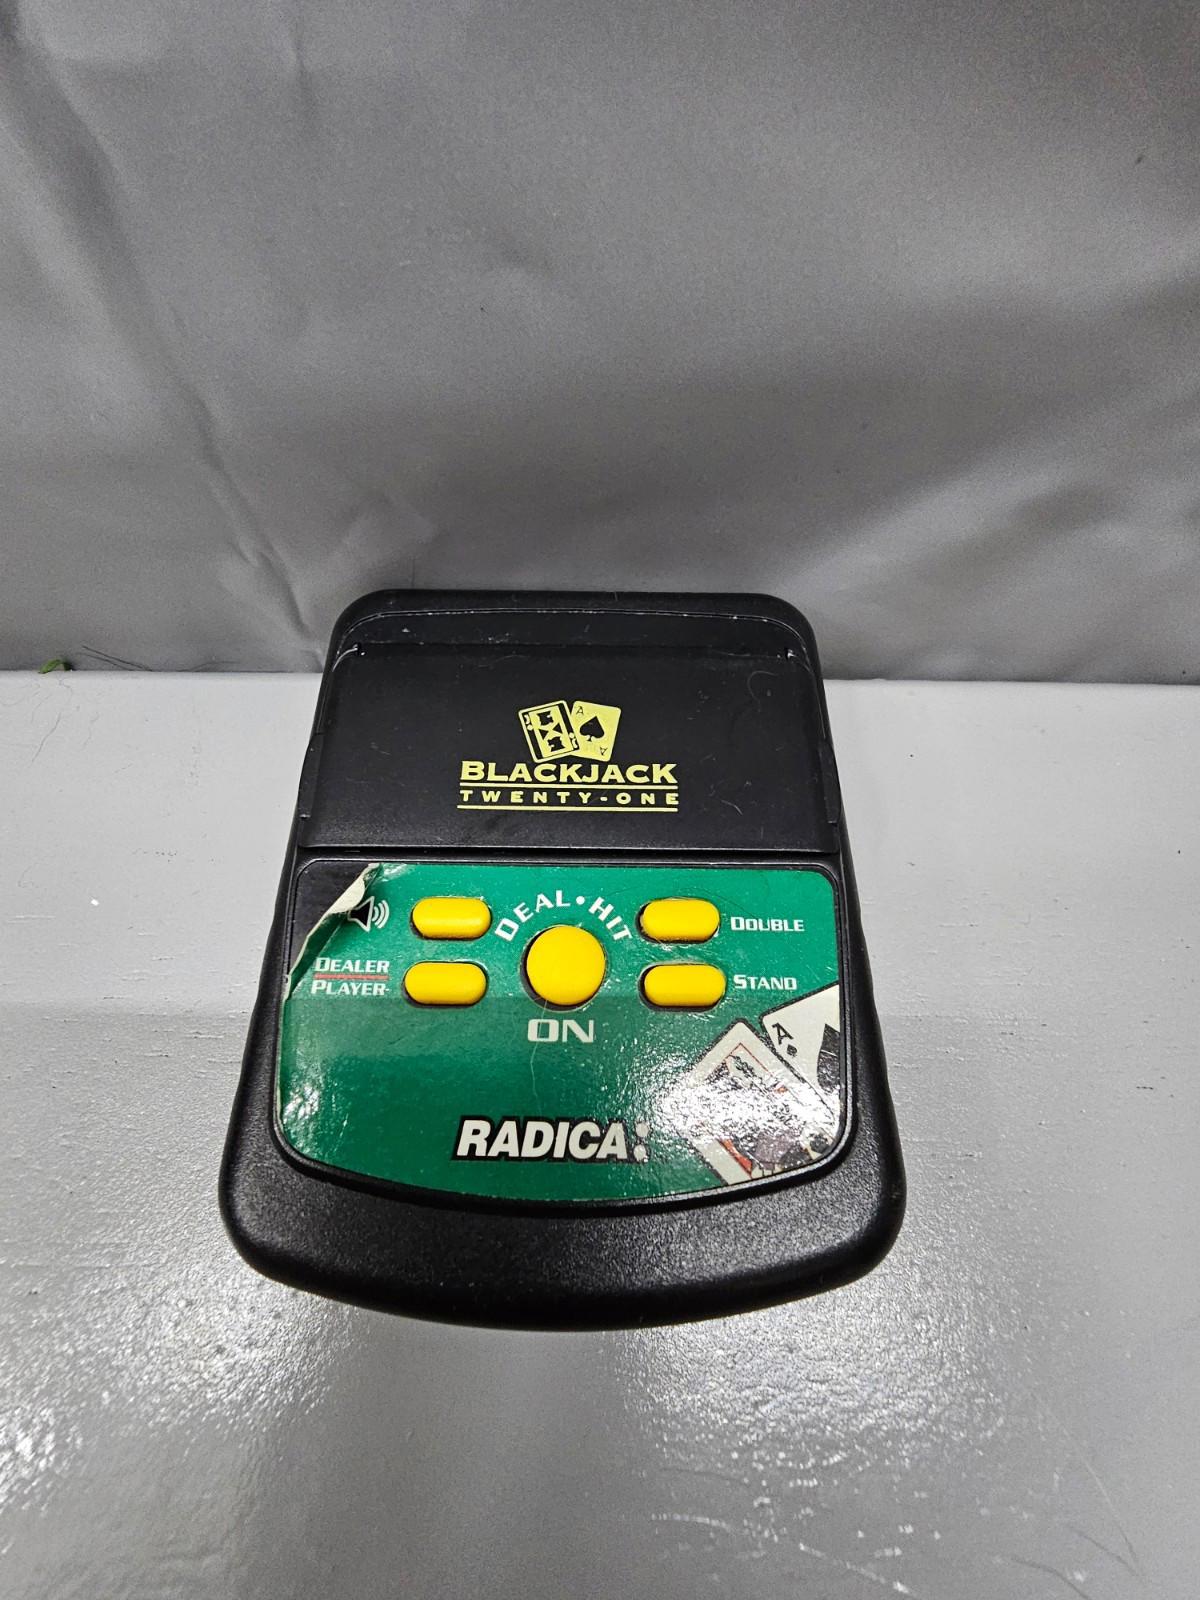 A
A
BLACKJACK
TWENTY-ONE
DEAL•HIT
DOUBLE
DEALER
PLAYER
STAND
ON
A
RADICA: